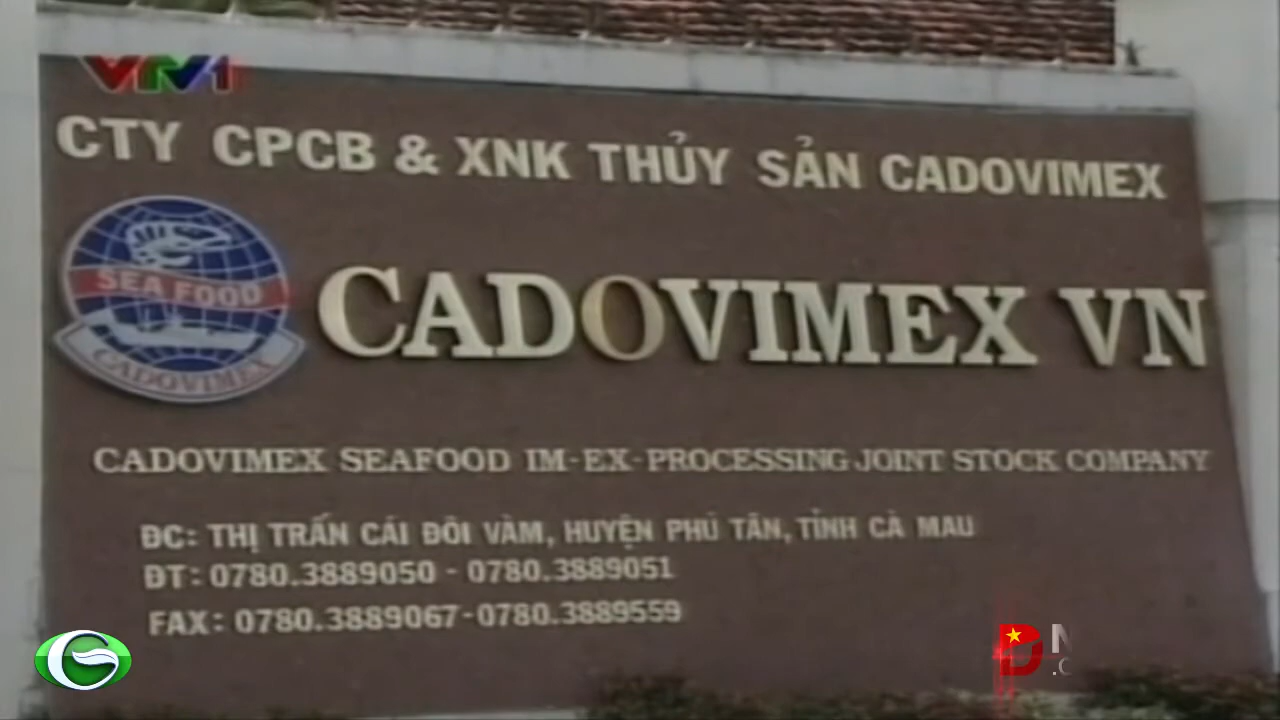 VTV1
CTY CPCB & XNK THỦY SẢN CADOVIMEX
SEA FOOD
CADOVIMEX
CADOVIMEX VN
CADOVIMEX SEAFOOD IM-EX-PROCESSING JOINT STOCK COMPANY
ĐC: THỊ TRẤN CÁI ĐÔI VÀM, HUYỆN PHÚ TÂN, TỈNH CÀ MAU
ĐT: 0780.3889050 - 0780.3889051
FAX: 0780.3889067-0780.3889559